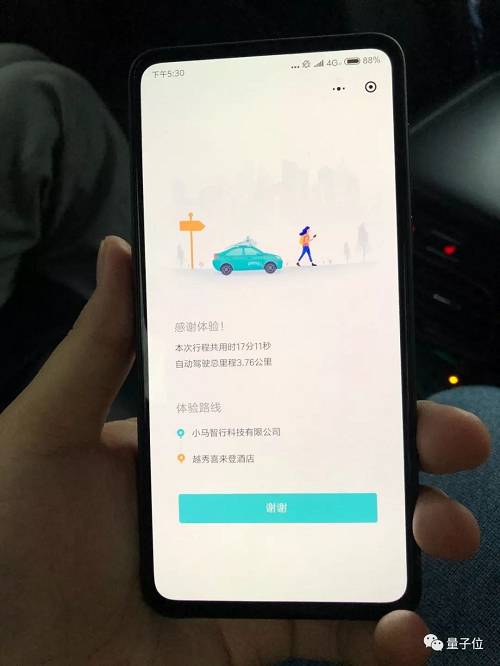 下午5:30
4G
88%
感谢体验！
本次行程共用时17分11秒
自动驾驶总里程3.76公里
体验路线
小马智行科技有限公司
越秀喜来登酒店
谢谢
量子位